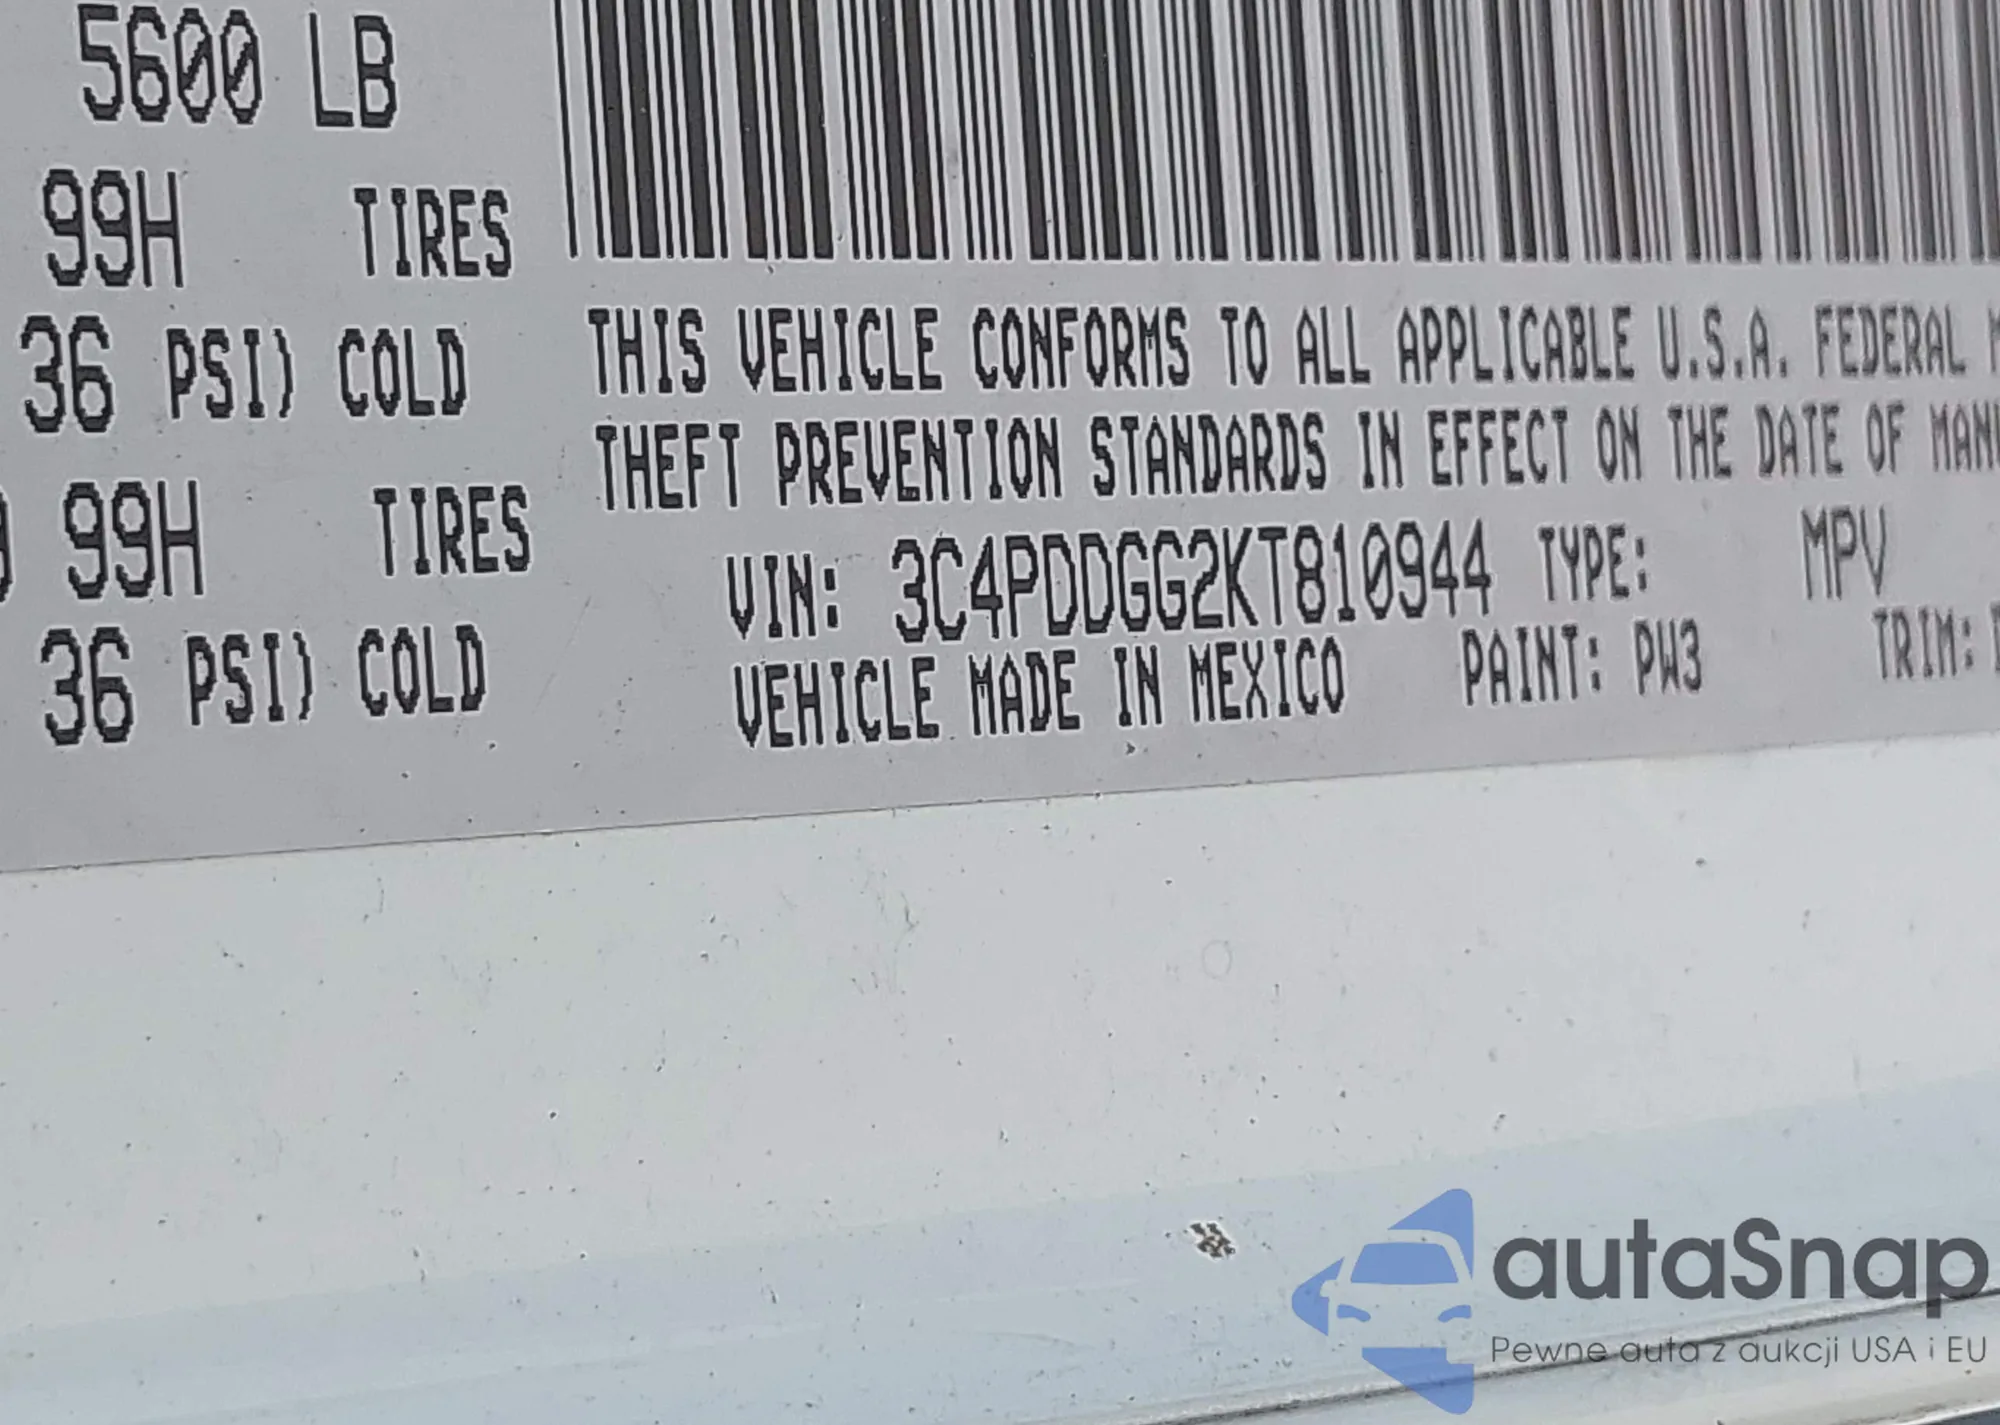 5600 LB
99H TIRES
36 PSI) COLD
99H TIRES
36 PSI) COLD
THIS VEHICLE CONFORMS TO ALL APPLICABLE U.S.A. FEDERAL
THEFT PREVENTION STANDARDS IN EFFECT ON THE DATE OF
VIN: 3C4PDDGG2KT810944 TYPE: MPV
VEHICLE MADE IN MEXICO PAINT: PW3 TRIM:
autaSnap
Pewne auta z aukcji USA i EU